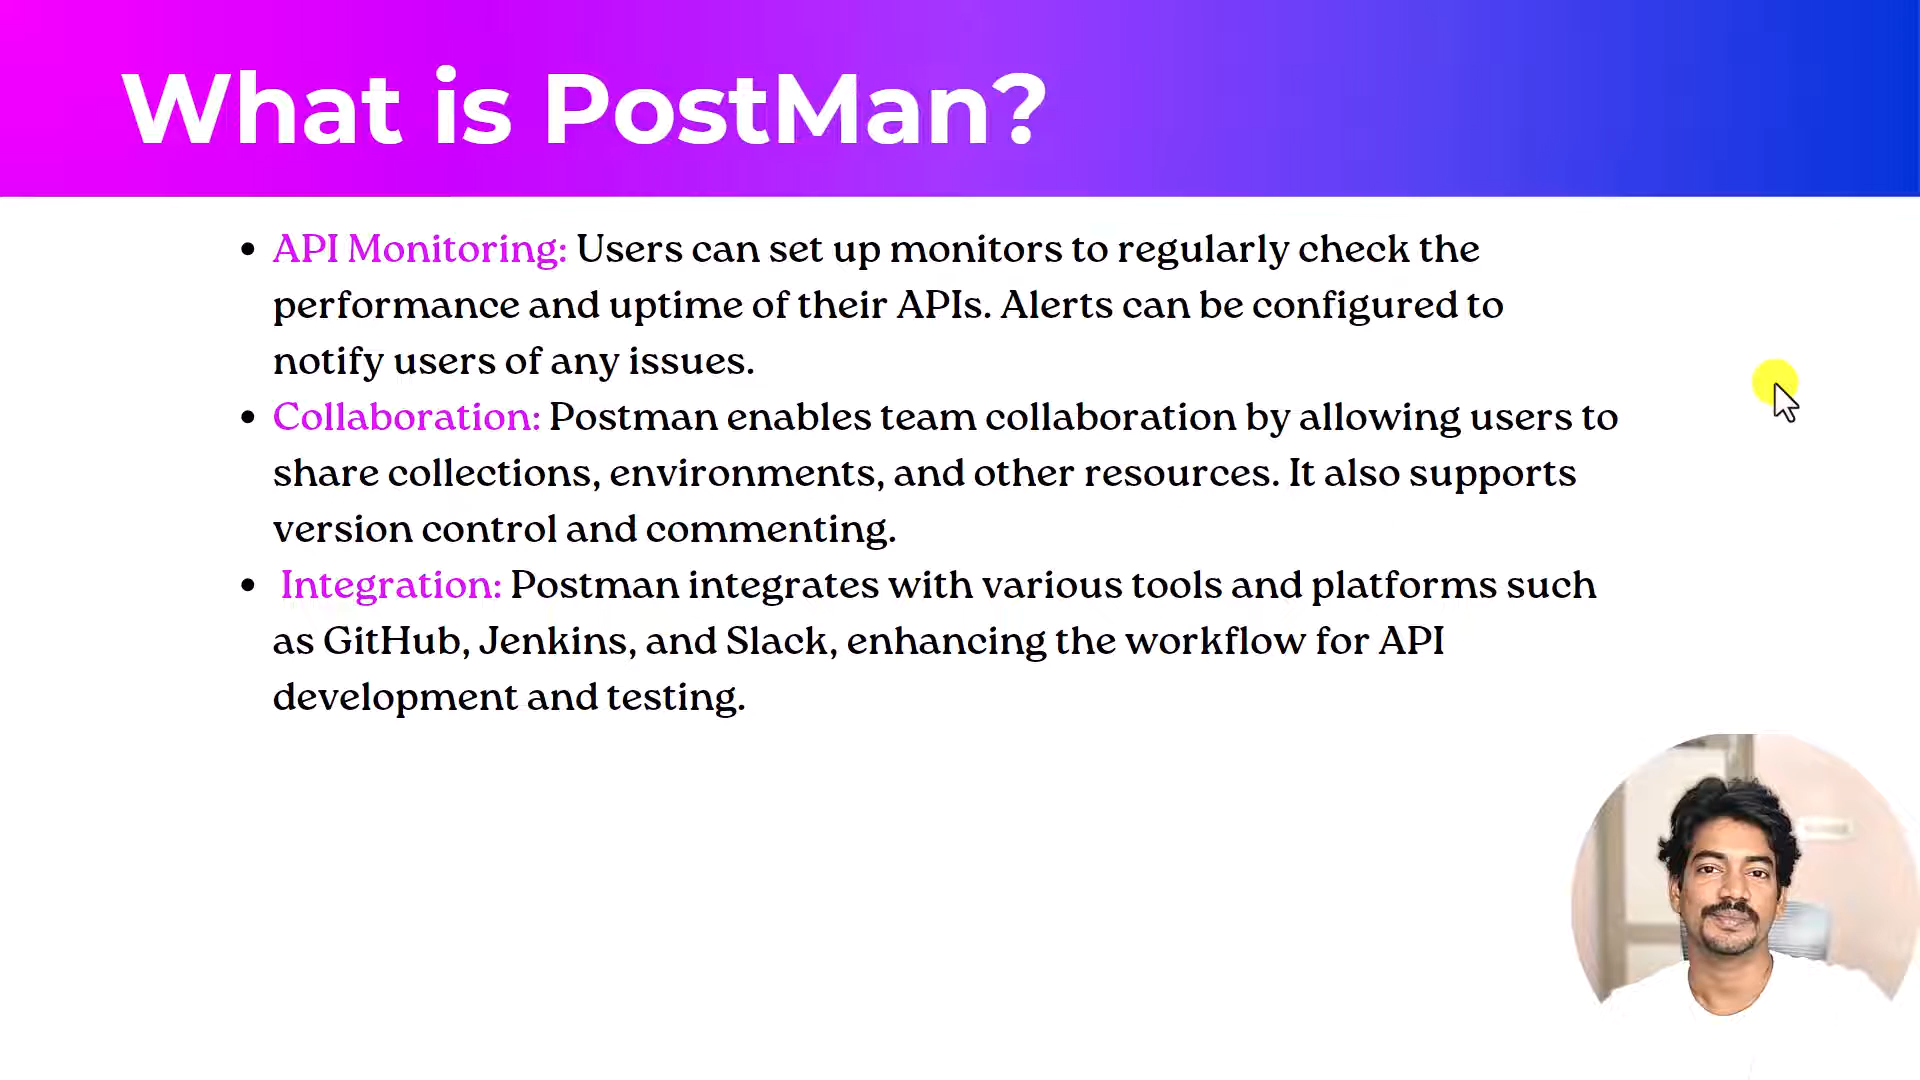 What is PostMan?
• API Monitoring: Users can set up monitors to regularly check the
performance and uptime of their APIs. Alerts can be configured to
notify users of any issues.
• Collaboration: Postman enables team collaboration by allowing users to
share collections, environments, and other resources. It also supports
version control and commenting.
• Integration: Postman integrates with various tools and platforms such
as GitHub, Jenkins, and Slack, enhancing the workflow for API
development and testing.